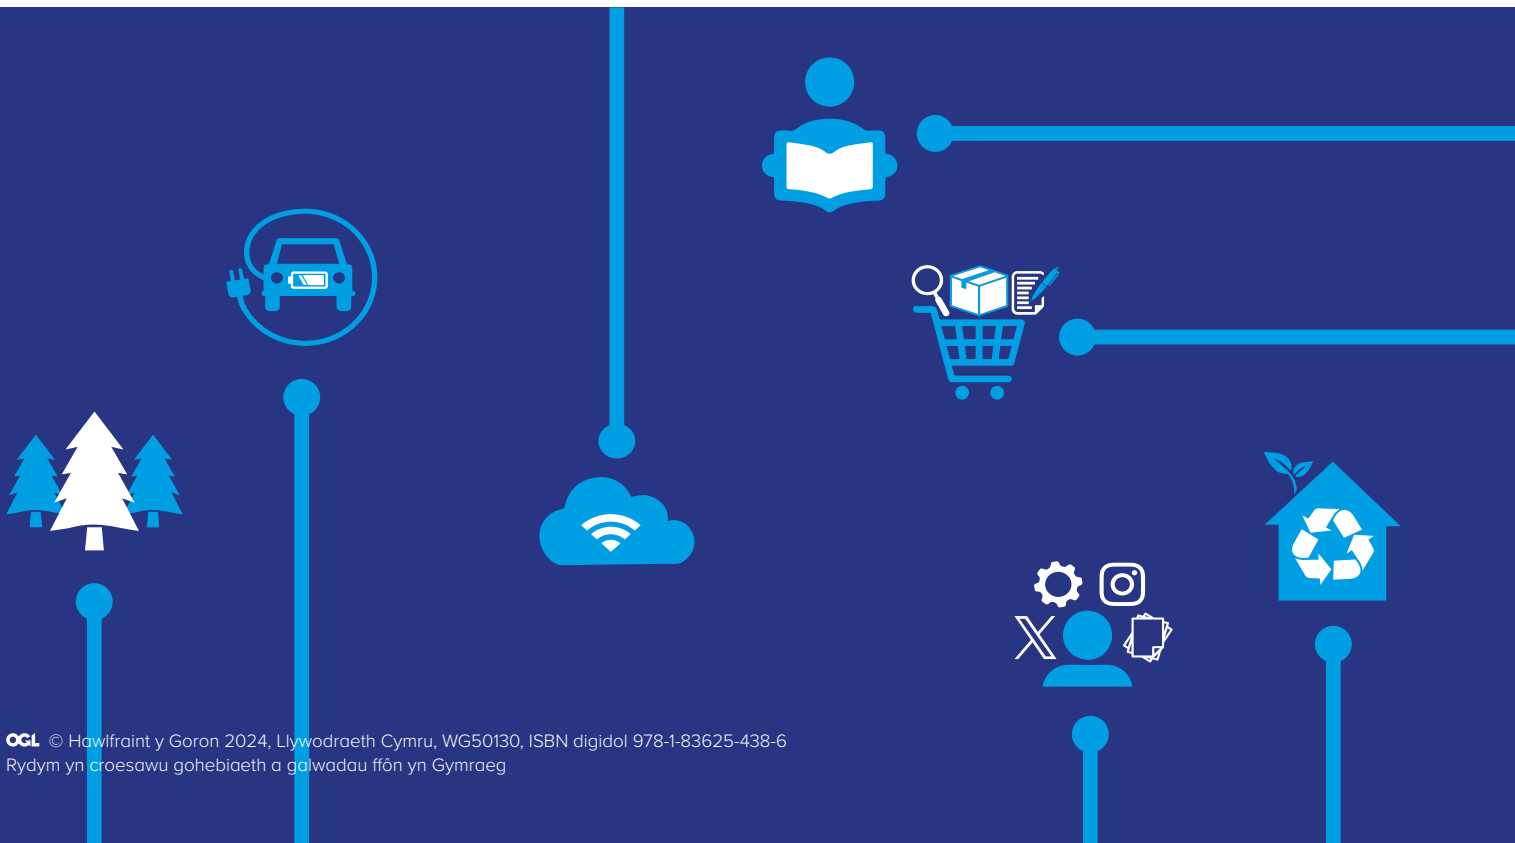 OGL © Hawlfraint y Goron 2024, Llywodraeth Cymru, WG50130, ISBN digidol 978-1-83625-438-6
Rydym yn croesawu gohebiaeth a galwadau ffôn yn Gymraeg